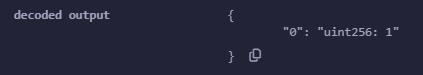 decoded output {
"0": "uint256: 1"
}